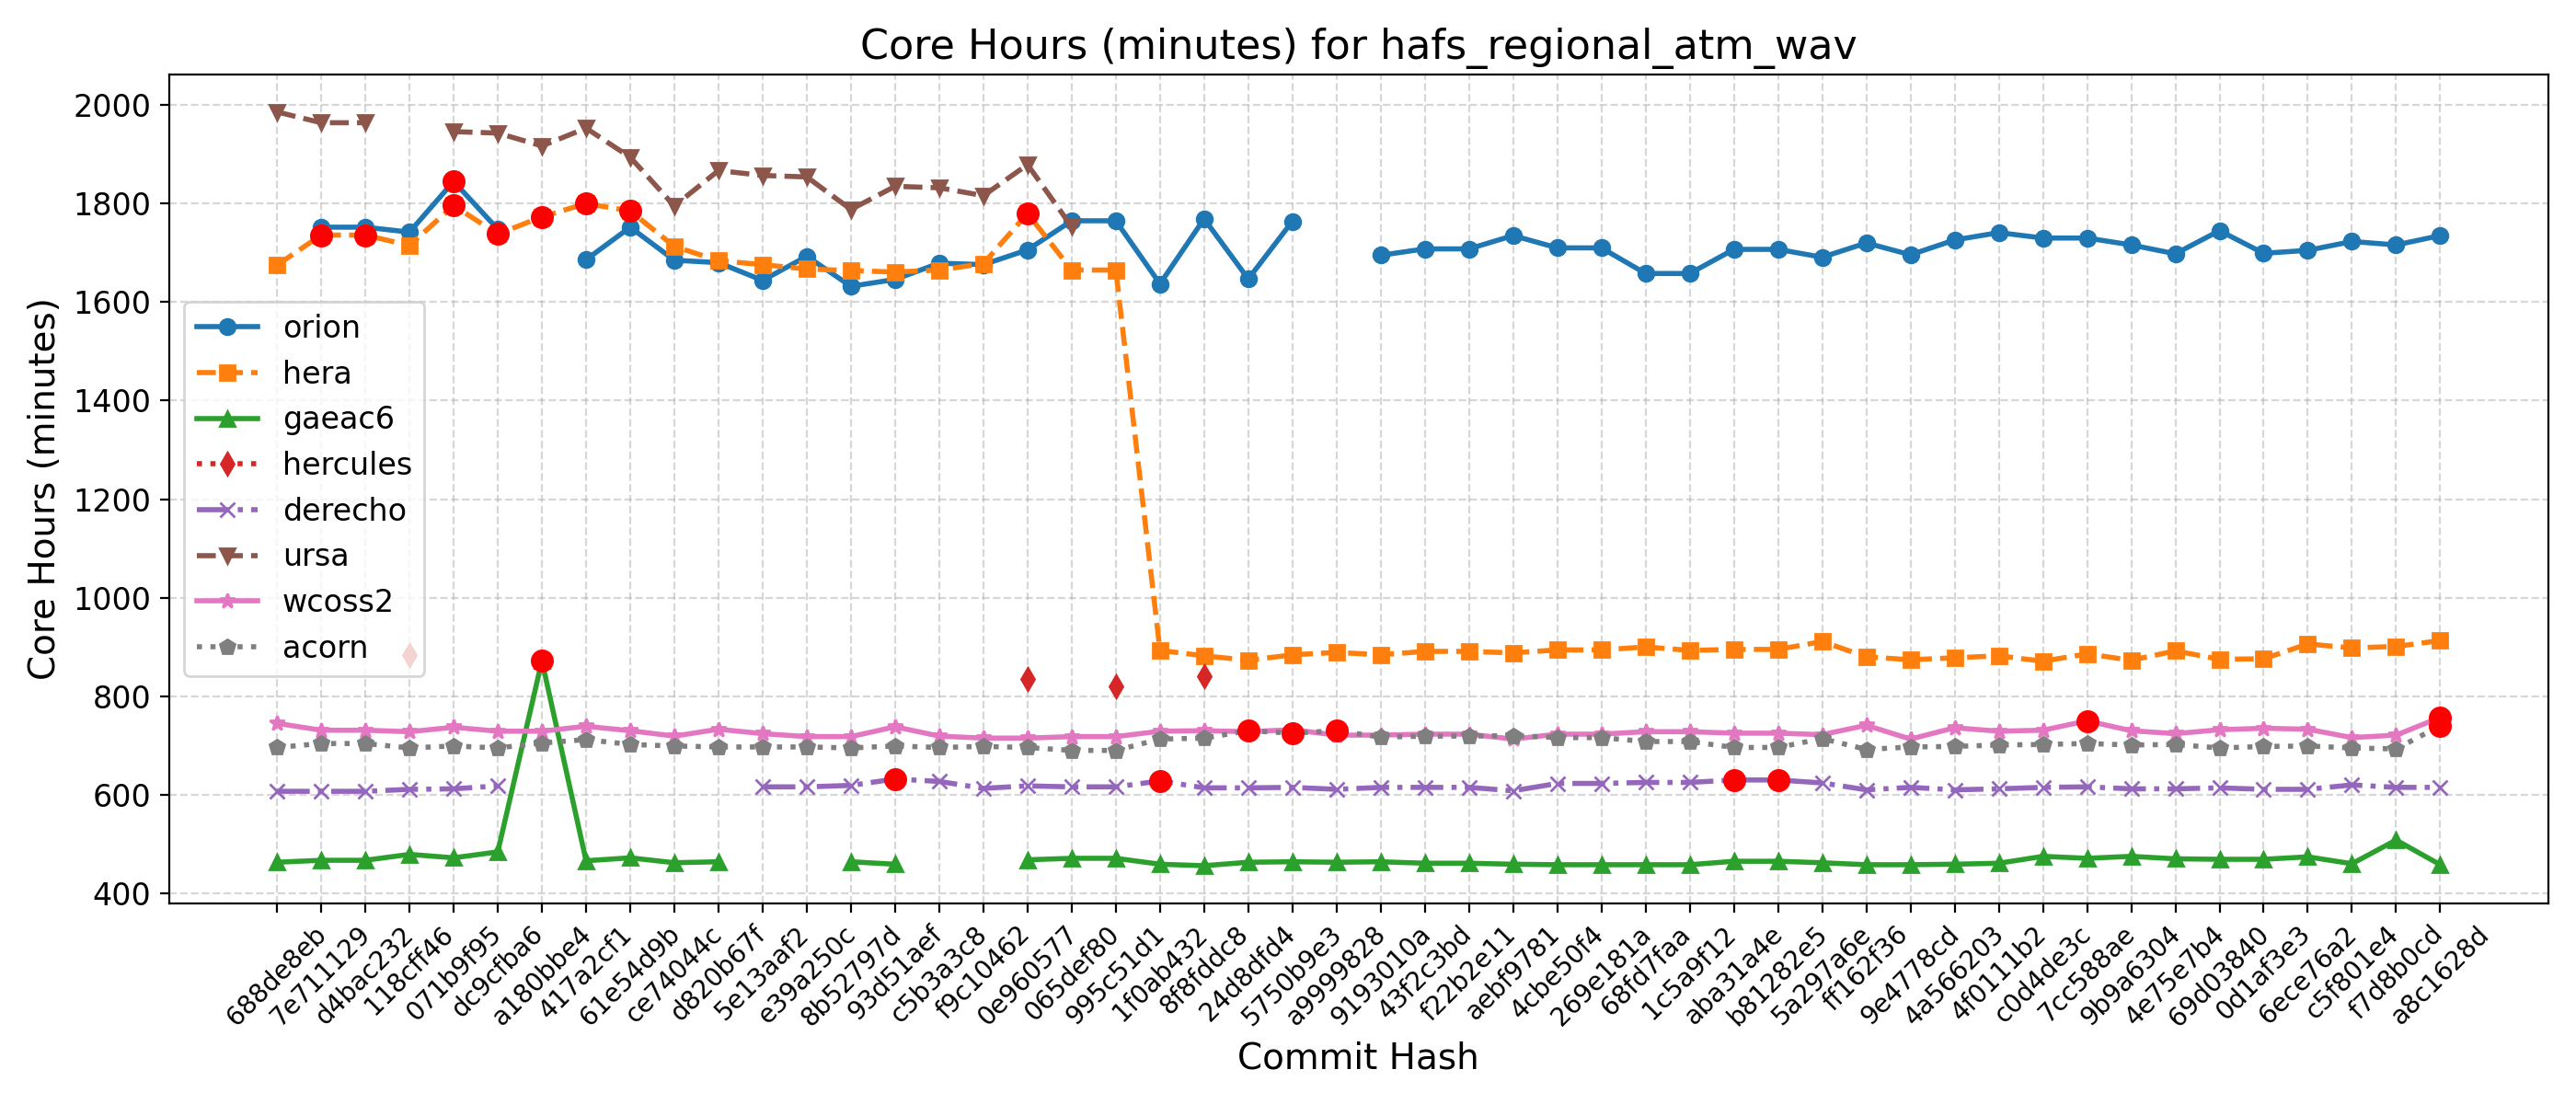 Core Hours (minutes) for hafs_regional_atm_wav
Core Hours (minutes)
2000
1800
1600
1400
1200
1000
800
600
400
orion
hera
gaeac6
hercules
derecho
ursa
wcoss2
acorn
688de8eb
7e711129
d4bac232
118cff46
071b9f95
dc9cfba6
a180bbe4
417a2cf1
61e54d9b
ce74044c
d820b67f
5e13aaf2
e39a250c
8b52797d
93d51aef
c5b3a3c8
f9c10462
0e960577
065def80
995c51d1
1f0ab432
8f8fddc8
24d8dfd4
5750b9e3
a9999828
9193010a
43f2c3bd
f22b2e11
aebf9781
4cbe50f4
269e181a
68fd7faa
1c5a9f12
aba31a4e
b81282e5
5a297a6e
ff162f36
9e4778cd
4a566203
4f0111b2
c0d4de3c
7cc588ae
9b9a6304
4e75e7b4
69d03840
0d1af3e3
6ece76a2
c5f801e4
f7d8b0cd
a8c1628d
Commit Hash